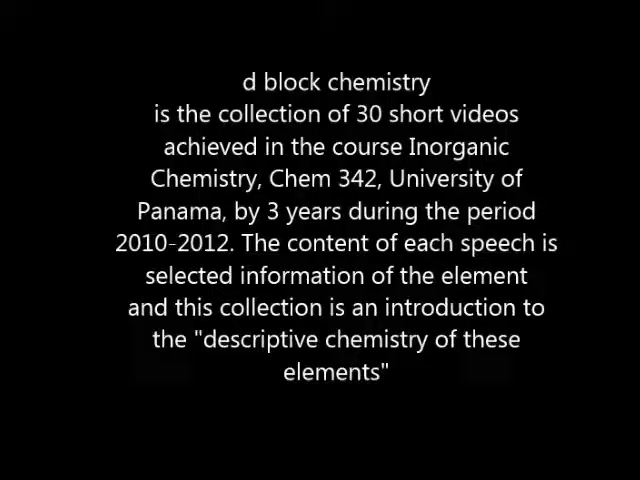 d block chemistry
is the collection of 30 short videos
achieved in the course Inorganic
Chemistry, Chem 342, University of
Panama, by 3 years during the period
2010-2012. The content of each speech is
selected information of the element
and this collection is an introduction to
the "descriptive chemistry of these
elements"